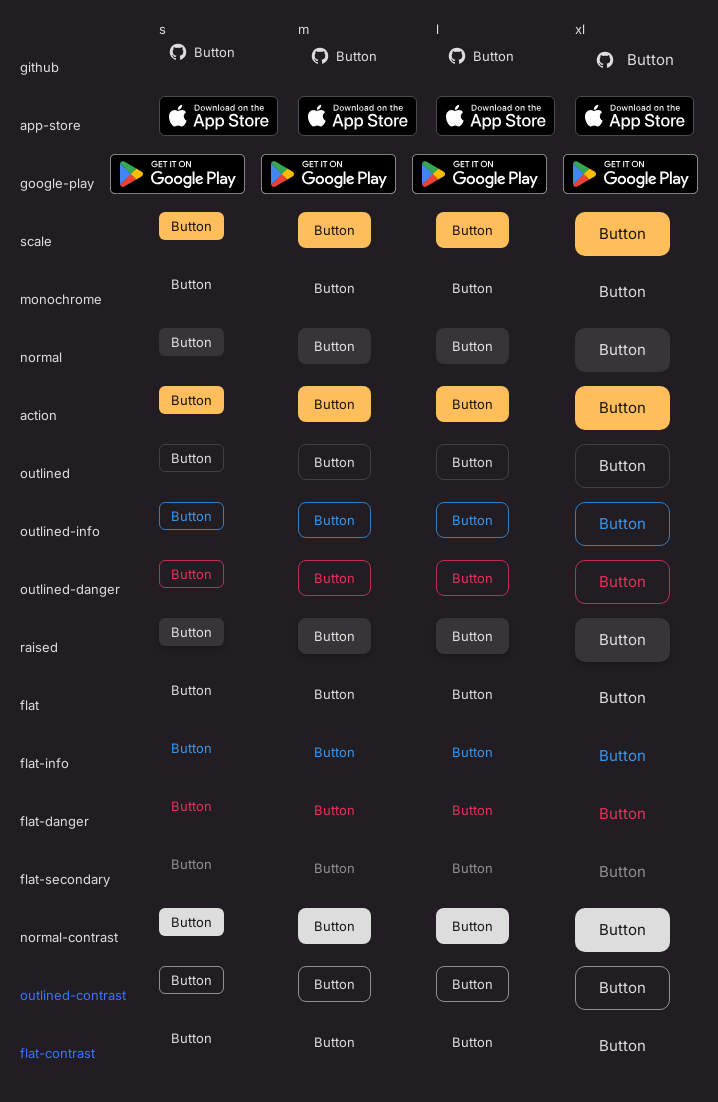 s m l xl
github Button Button Button Button
app-store Download on the App Store Download on the App Store Download on the App Store Download on the App Store
google-play GET IT ON Google Play GET IT ON Google Play GET IT ON Google Play GET IT ON Google Play
scale Button Button Button Button
monochrome Button Button Button Button
normal Button Button Button Button
action Button Button Button Button
outlined Button Button Button Button
outlined-info Button Button Button Button
outlined-danger Button Button Button Button
raised Button Button Button Button
flat Button Button Button Button
flat-info Button Button Button Button
flat-danger Button Button Button Button
flat-secondary Button Button Button Button
normal-contrast Button Button Button Button
outlined-contrast Button Button Button Button
flat-contrast Button Button Button Button